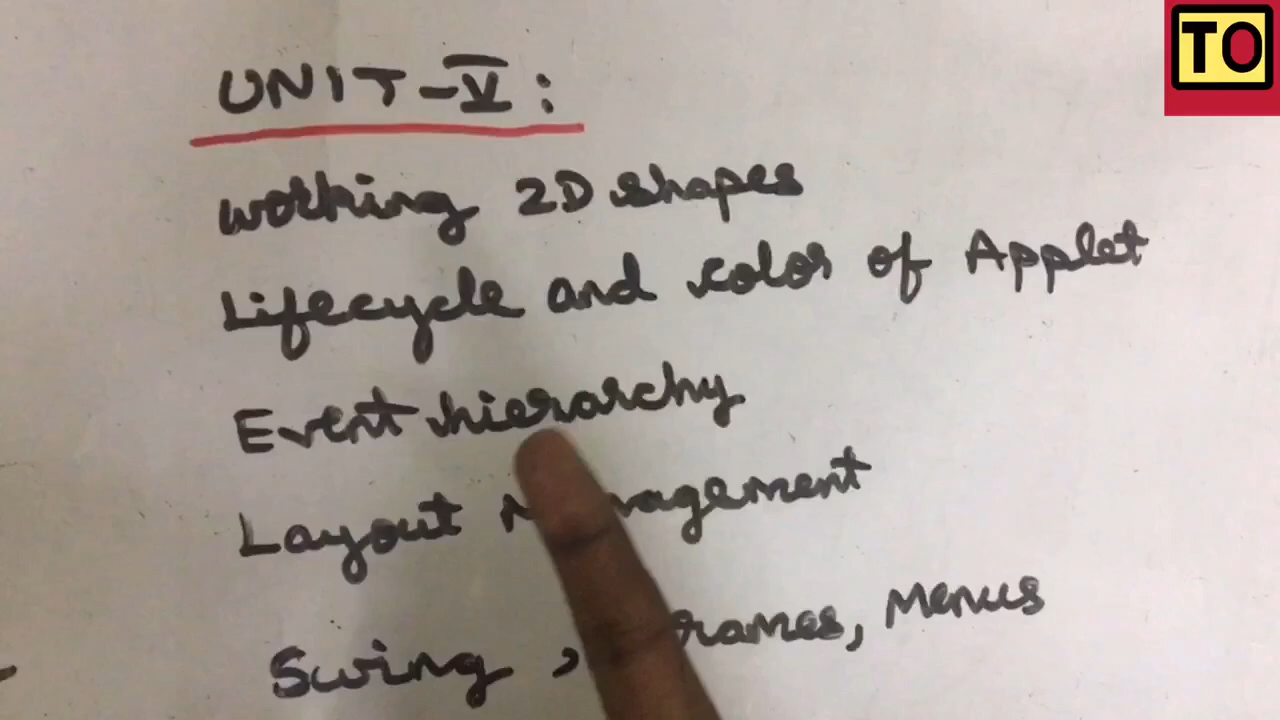 TO
UNIT-V:
working 2D shapes
Lifecycle and color of Applet
Event hierarchy
Layout
Swing, Menus